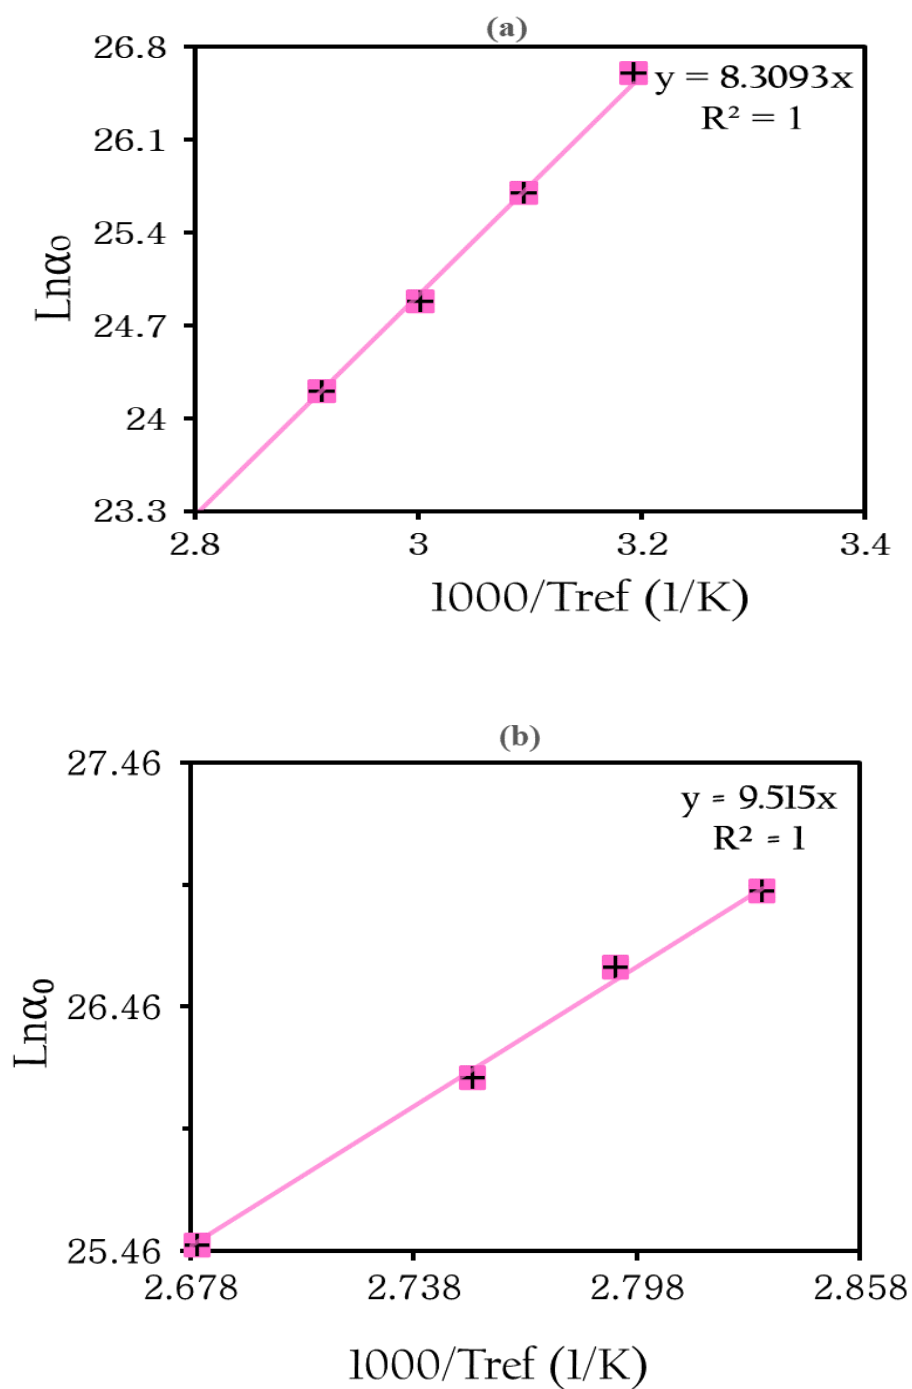 (a)
26.8
26.1
25.4
24.7
24
23.3
y = 8.3093x
R² = 1
Lnα₀
2.8 3 3.2 3.4
1000/Tref (1/K)
(b)
27.46
26.46
25.46
y = 9.515x
R² = 1
Lnα₀
2.678 2.738 2.798 2.858
1000/Tref (1/K)